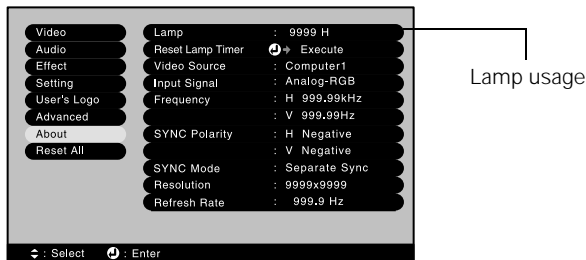 Video
Audio
Effect
Setting
User's Logo
Advanced
About
Reset All
Lamp : 9999 H
Reset Lamp Timer Execute
Video Source : Computer1
Input Signal : Analog-RGB
Frequency : H 999.99kHz
: V 999.99Hz
SYNC Polarity : H Negative
: V Negative
SYNC Mode : Separate Sync
Resolution : 9999x9999
Refresh Rate : 999.9 Hz
: Select : Enter
Lamp usage